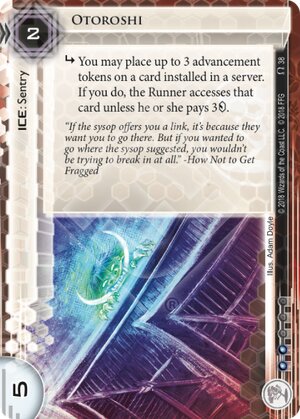 2
OTOROSHI
ICE: Sentry
↳ You may place up to 3 advancement
tokens on a card installed in a server.
If you do, the Runner accesses that
card unless he or she pays 3.
"If the sysop offers you a link, it's because they
want you to go there. But if you wanted to
go where the sysop suggested, you wouldn't
be trying to break in at all." -How Not to Get
Fragged
38
© 2018 Wizards of the Coast LLC. © 2018 FFG
Illus. Adam Doyle
5